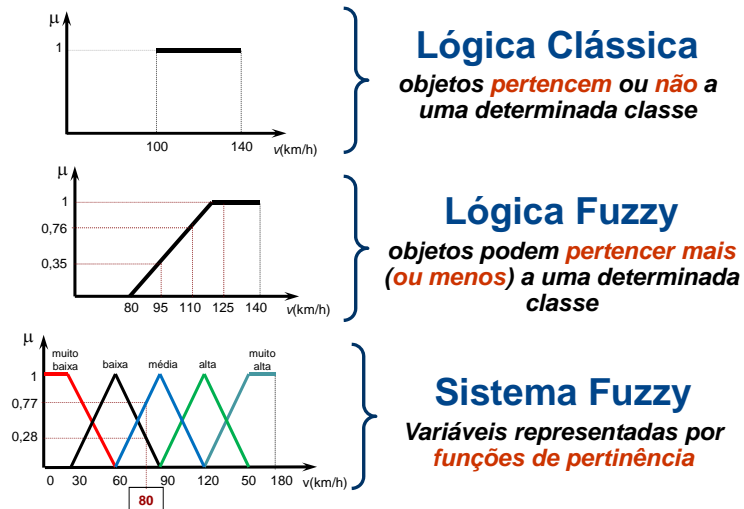 μ
1
100
140
v(km/h)
Lógica Clássica
objetos pertencem ou não a
uma determinada classe
μ
1
0,76
0,35
80
95
110
125
140
v(km/h)
Lógica Fuzzy
objetos podem pertencer mais
(ou menos) a uma determinada
classe
μ
muito
baixa
baixa
média
alta
muito
alta
1
0,77
0,28
0
30
60
90
120
50
180
v(km/h)
80
Sistema Fuzzy
Variáveis representadas por
funções de pertinência